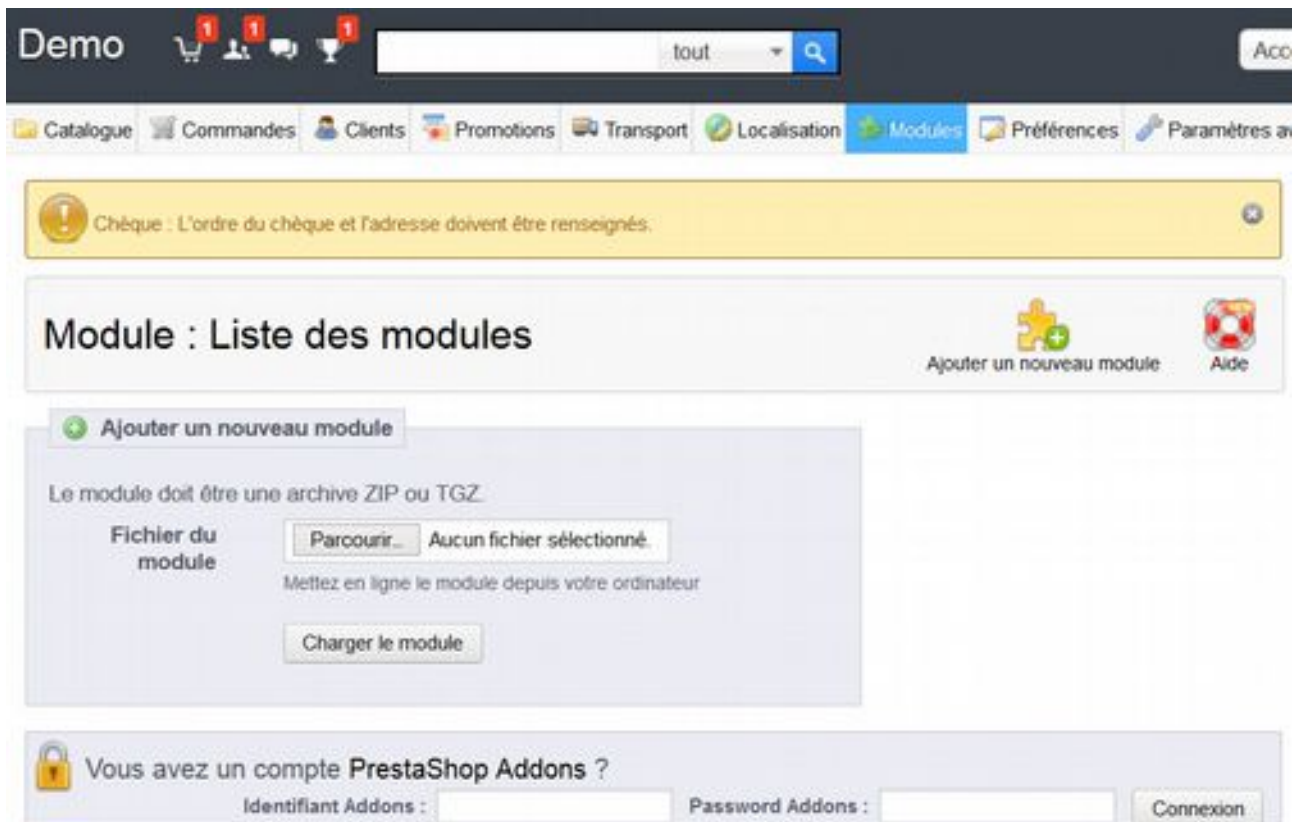 Demo 1 1 1 tout Acc
Catalogue Commandes Clients Promotions Transport Localisation Modules Préférences Paramètres av
Chèque : L'ordre du chèque et l'adresse doivent être renseignés.
Module : Liste des modules
Ajouter un nouveau module Aide
Ajouter un nouveau module
Le module doit être une archive ZIP ou TGZ.
Fichier du module
Parcourir... Aucun fichier sélectionné.
Mettez en ligne le module depuis votre ordinateur
Charger le module
Vous avez un compte PrestaShop Addons ?
Identifiant Addons : Password Addons : Connexion